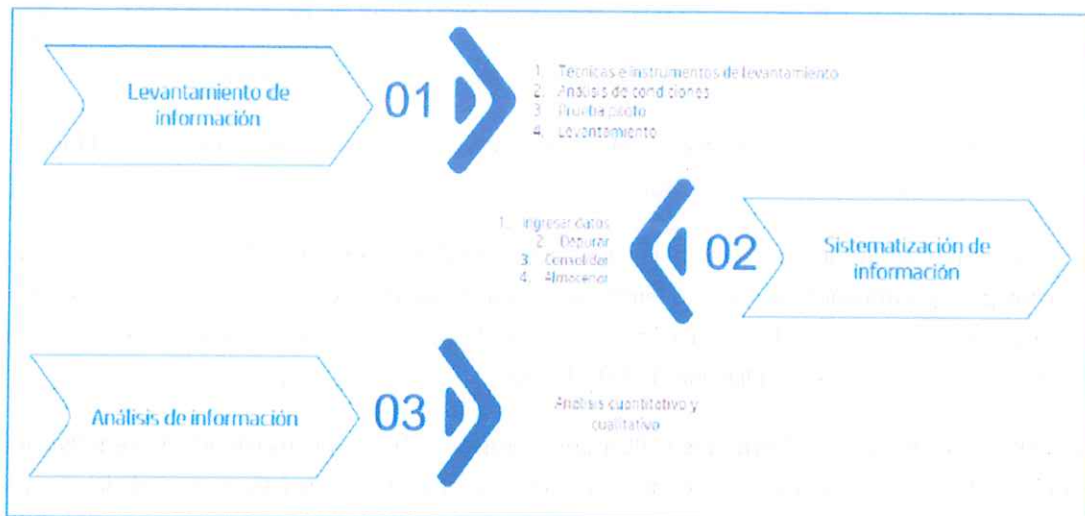 Levantamiento de
información
01
1. Técnicas e instrumentos de levantamiento
2. Análisis de condiciones
3. Prueba piloto
4. Levantamiento
1. Ingresar datos
2. Depurar
3. Consolidar
4. Almacenar
02
Sistematización de
información
Análisis de información
03
Análisis cuantitativo y
cualitativo